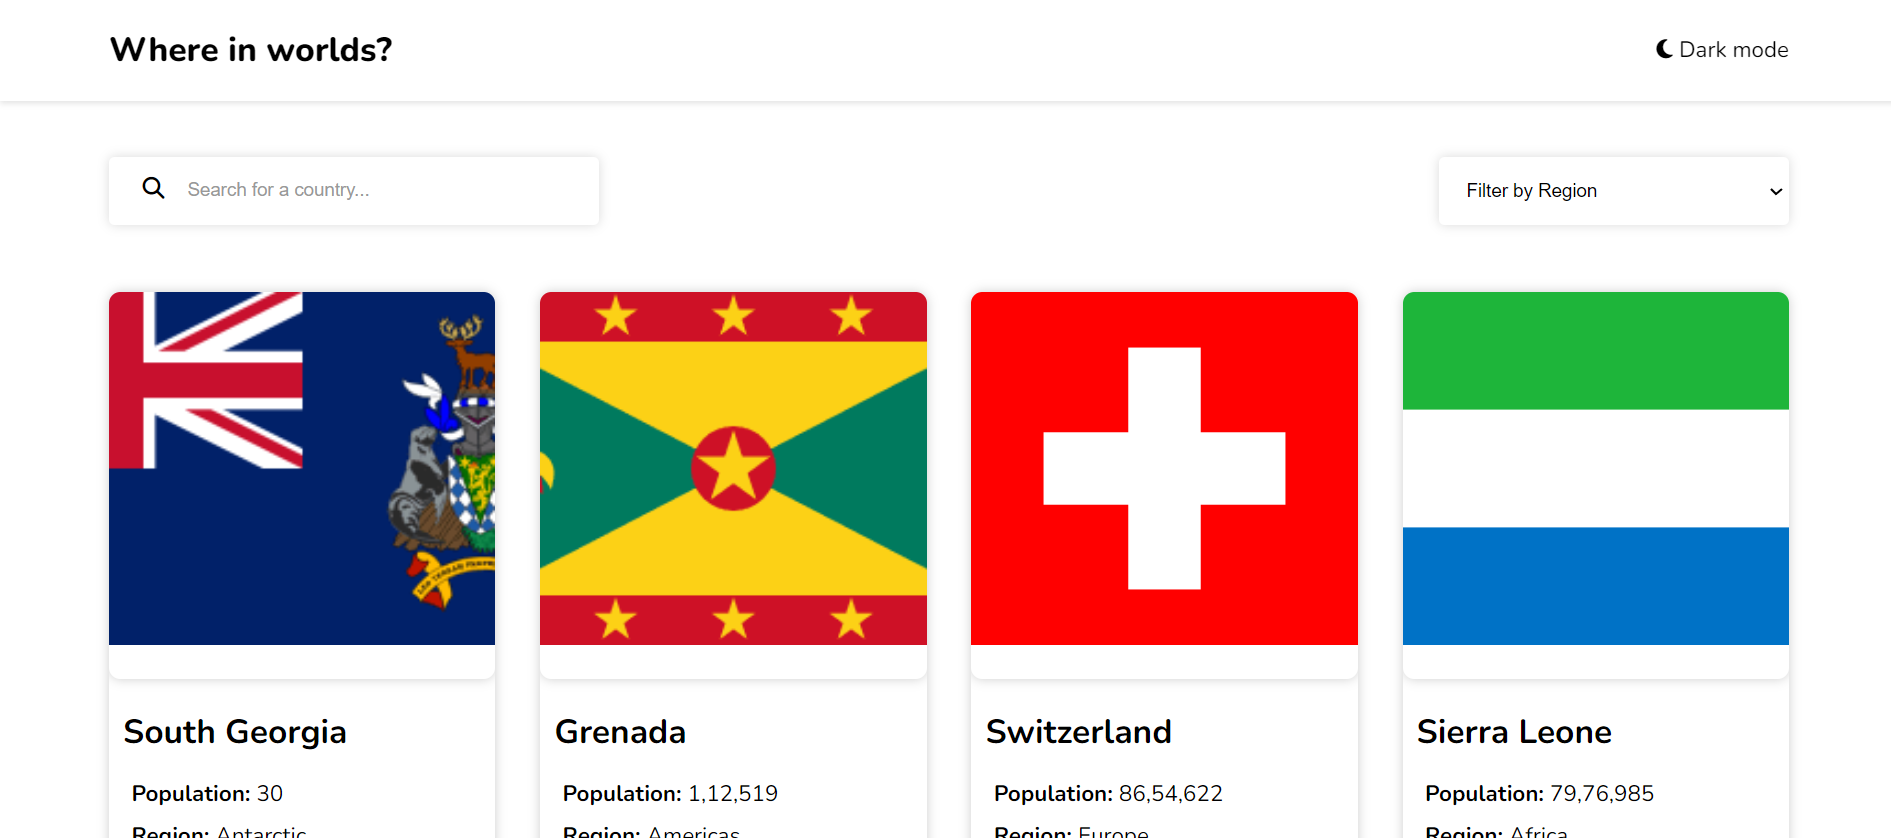 Where in worlds?
Dark mode
Search for a country...
Filter by Region
South Georgia
Grenada
Switzerland
Sierra Leone
Population: 30
Population: 1,12,519
Population: 86,54,622
Population: 79,76,985
Region: Antarctic
Region: Americas
Region: Europe
Region: Africa